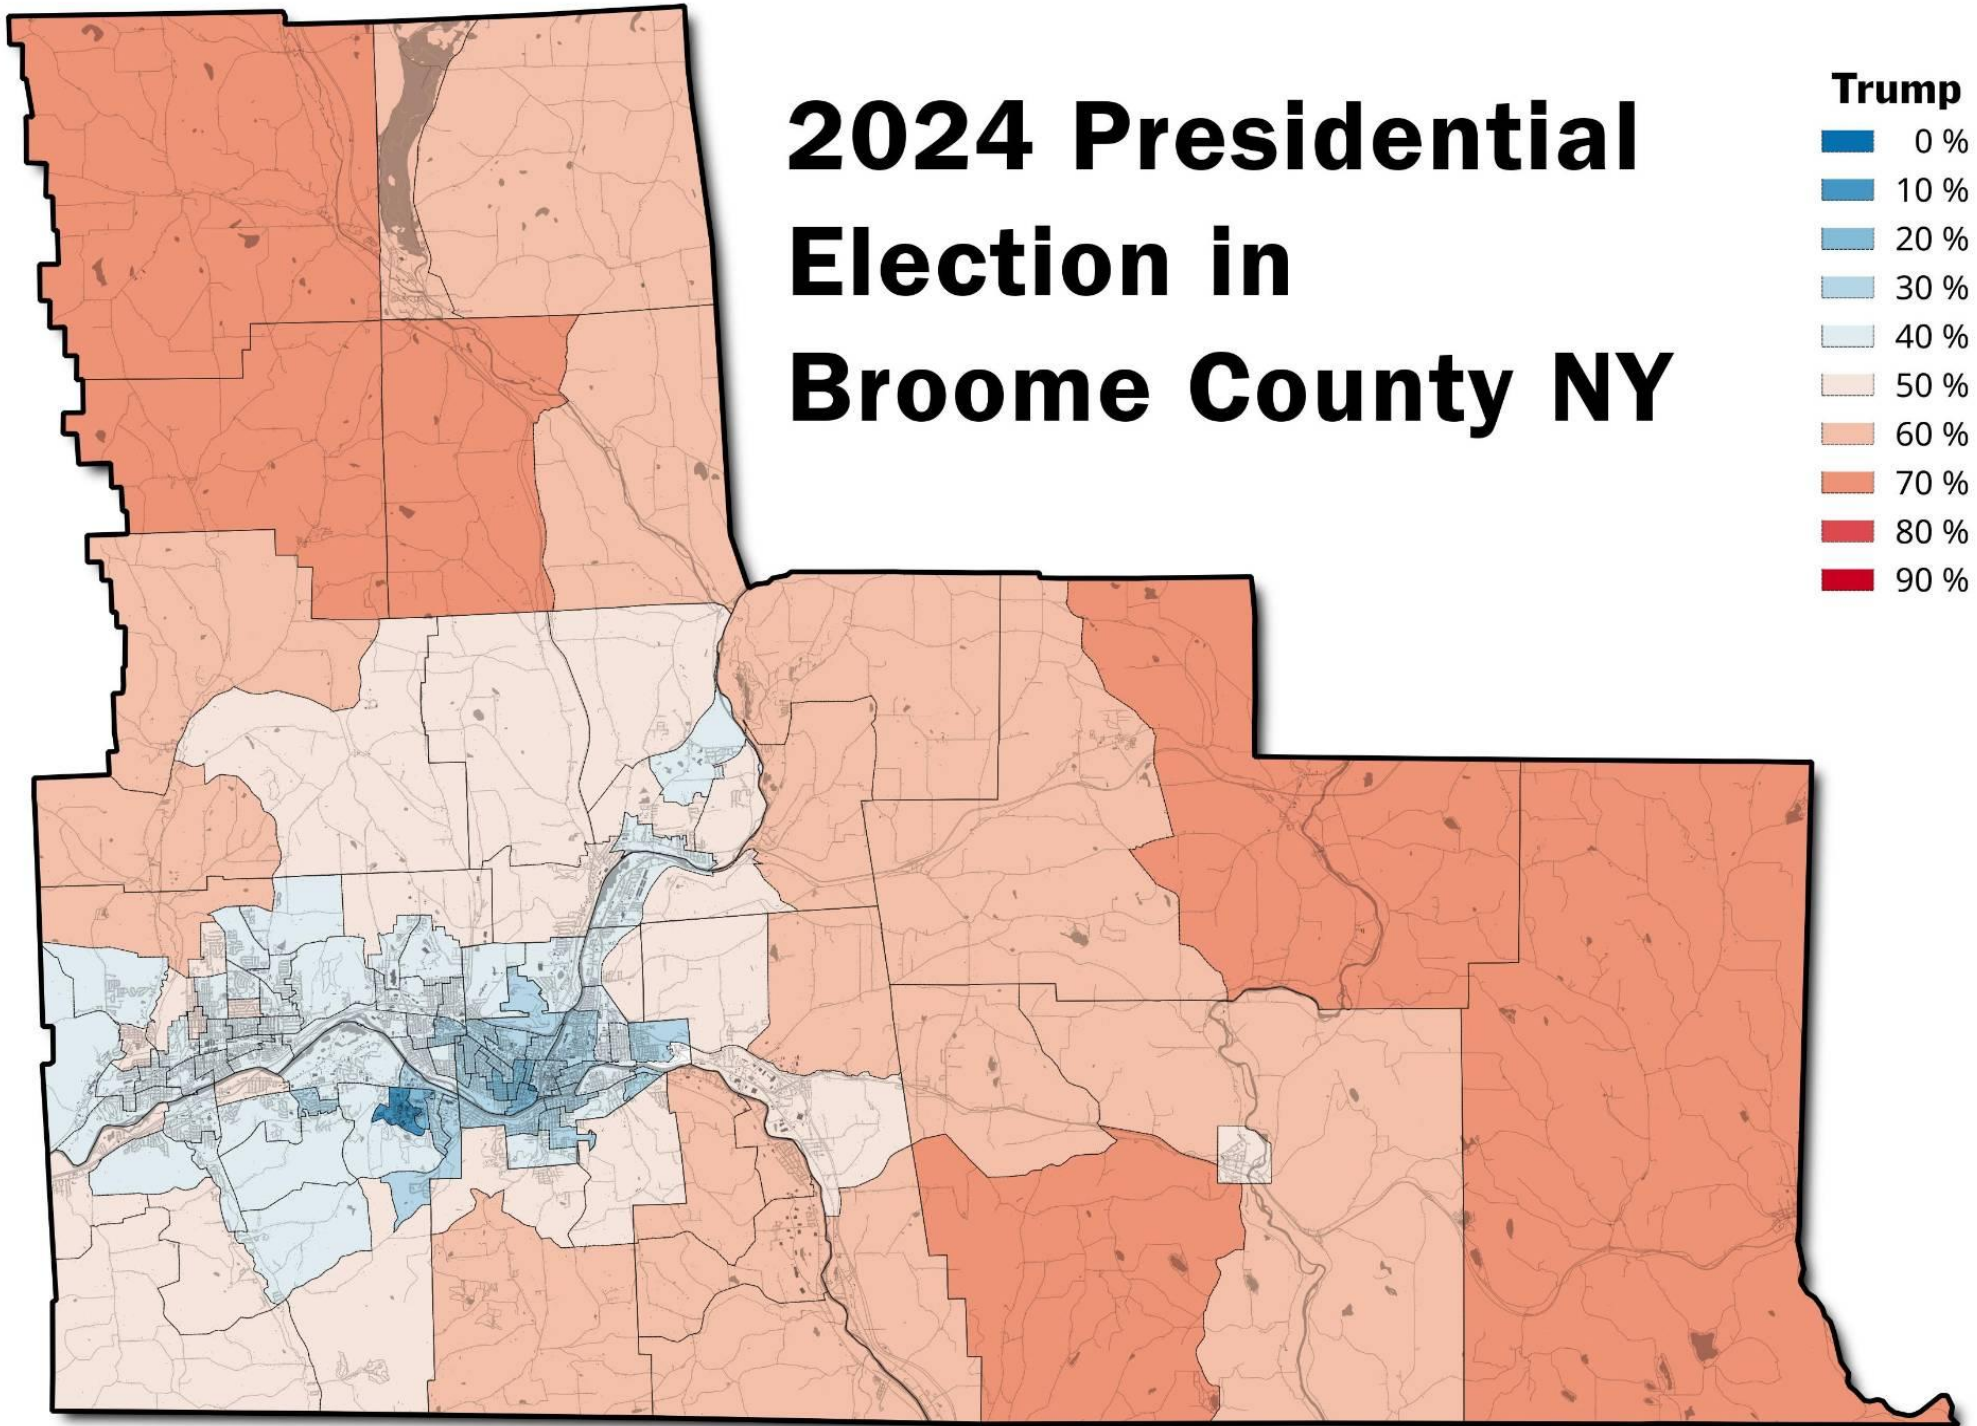 2024 Presidential
Election in
Broome County NY
Trump
0 %
10 %
20 %
30 %
40 %
50 %
60 %
70 %
80 %
90 %